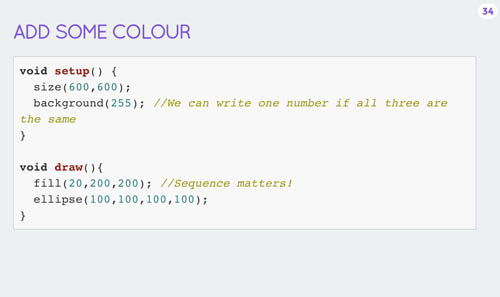 34
ADD SOME COLOUR
void setup() {
  size(600,600);
  background(255); //We can write one number if all three are
the same
}
void draw(){
  fill(20,200,200); //Sequence matters!
  ellipse(100,100,100,100);
}